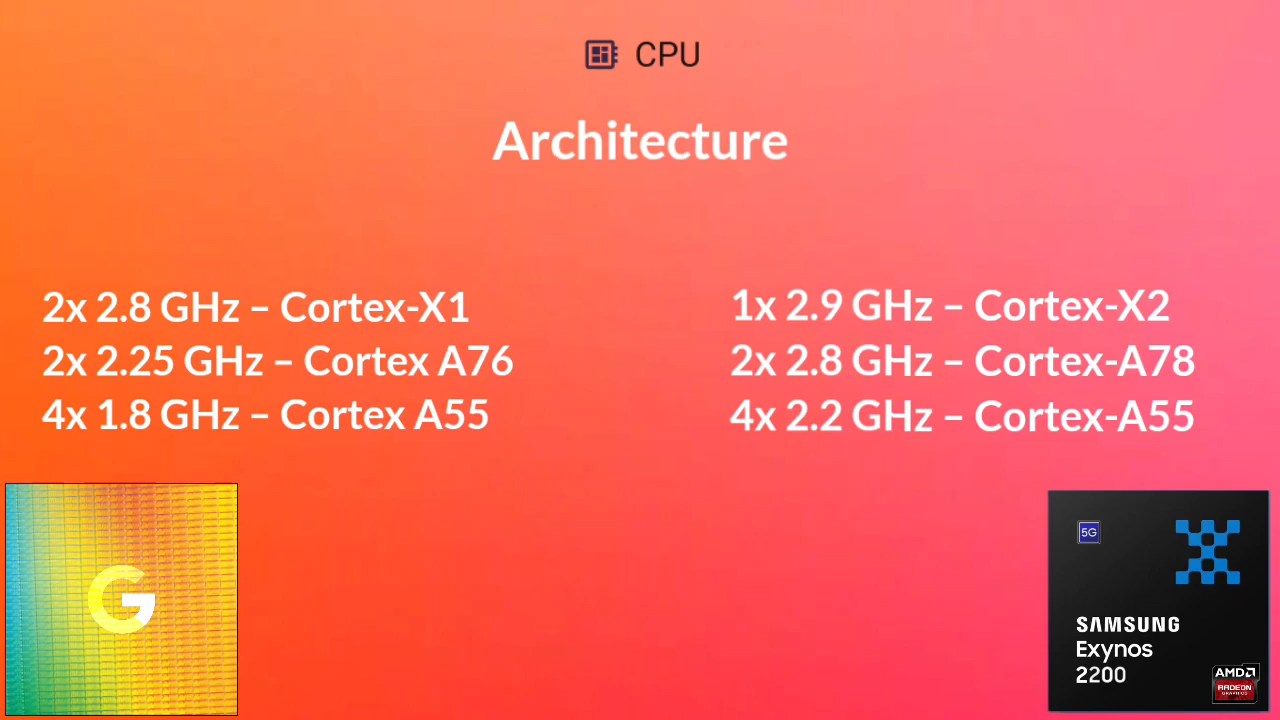 CPU
Architecture
2x 2.8 GHz – Cortex-X1
2x 2.25 GHz – Cortex A76
4x 1.8 GHz – Cortex A55
1x 2.9 GHz – Cortex-X2
2x 2.8 GHz – Cortex-A78
4x 2.2 GHz – Cortex-A55
G
5G
SAMSUNG
Exynos
2200
AMD
RADEON
GRAPHICS